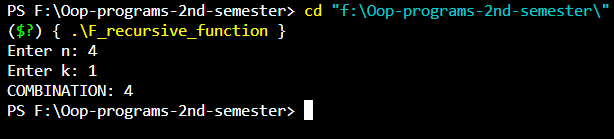 PS F:\Oop-programs-2nd-semester> cd "f:\Oop-programs-2nd-semester\"
($?) { .\F_recursive_function }
Enter n: 4
Enter k: 1
COMBINATION: 4
PS F:\Oop-programs-2nd-semester>